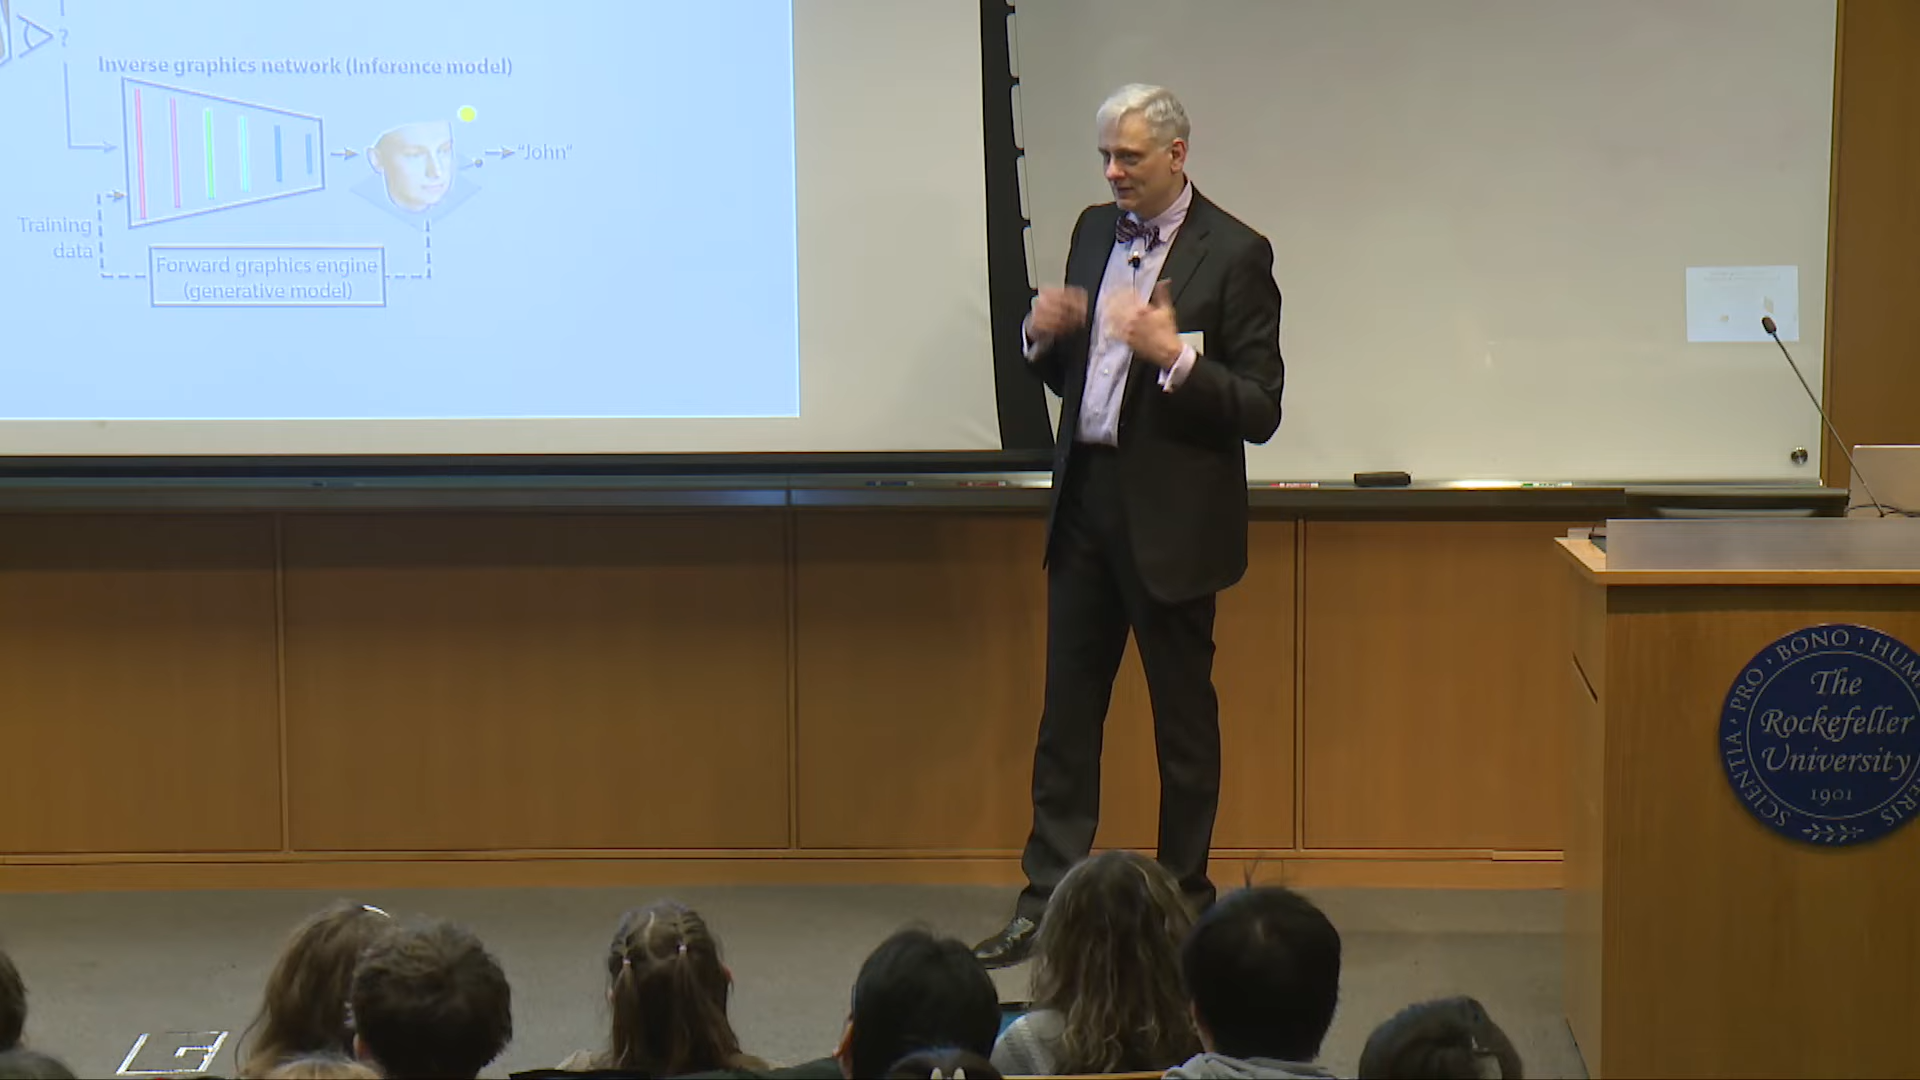 ?
Inverse graphics network (Inference model)
"John"
Training
data
Forward graphics engine
(generative model)
SCIENTIA · PRO · BONO · HUM
ERIS
The
Rockefeller
University
1901